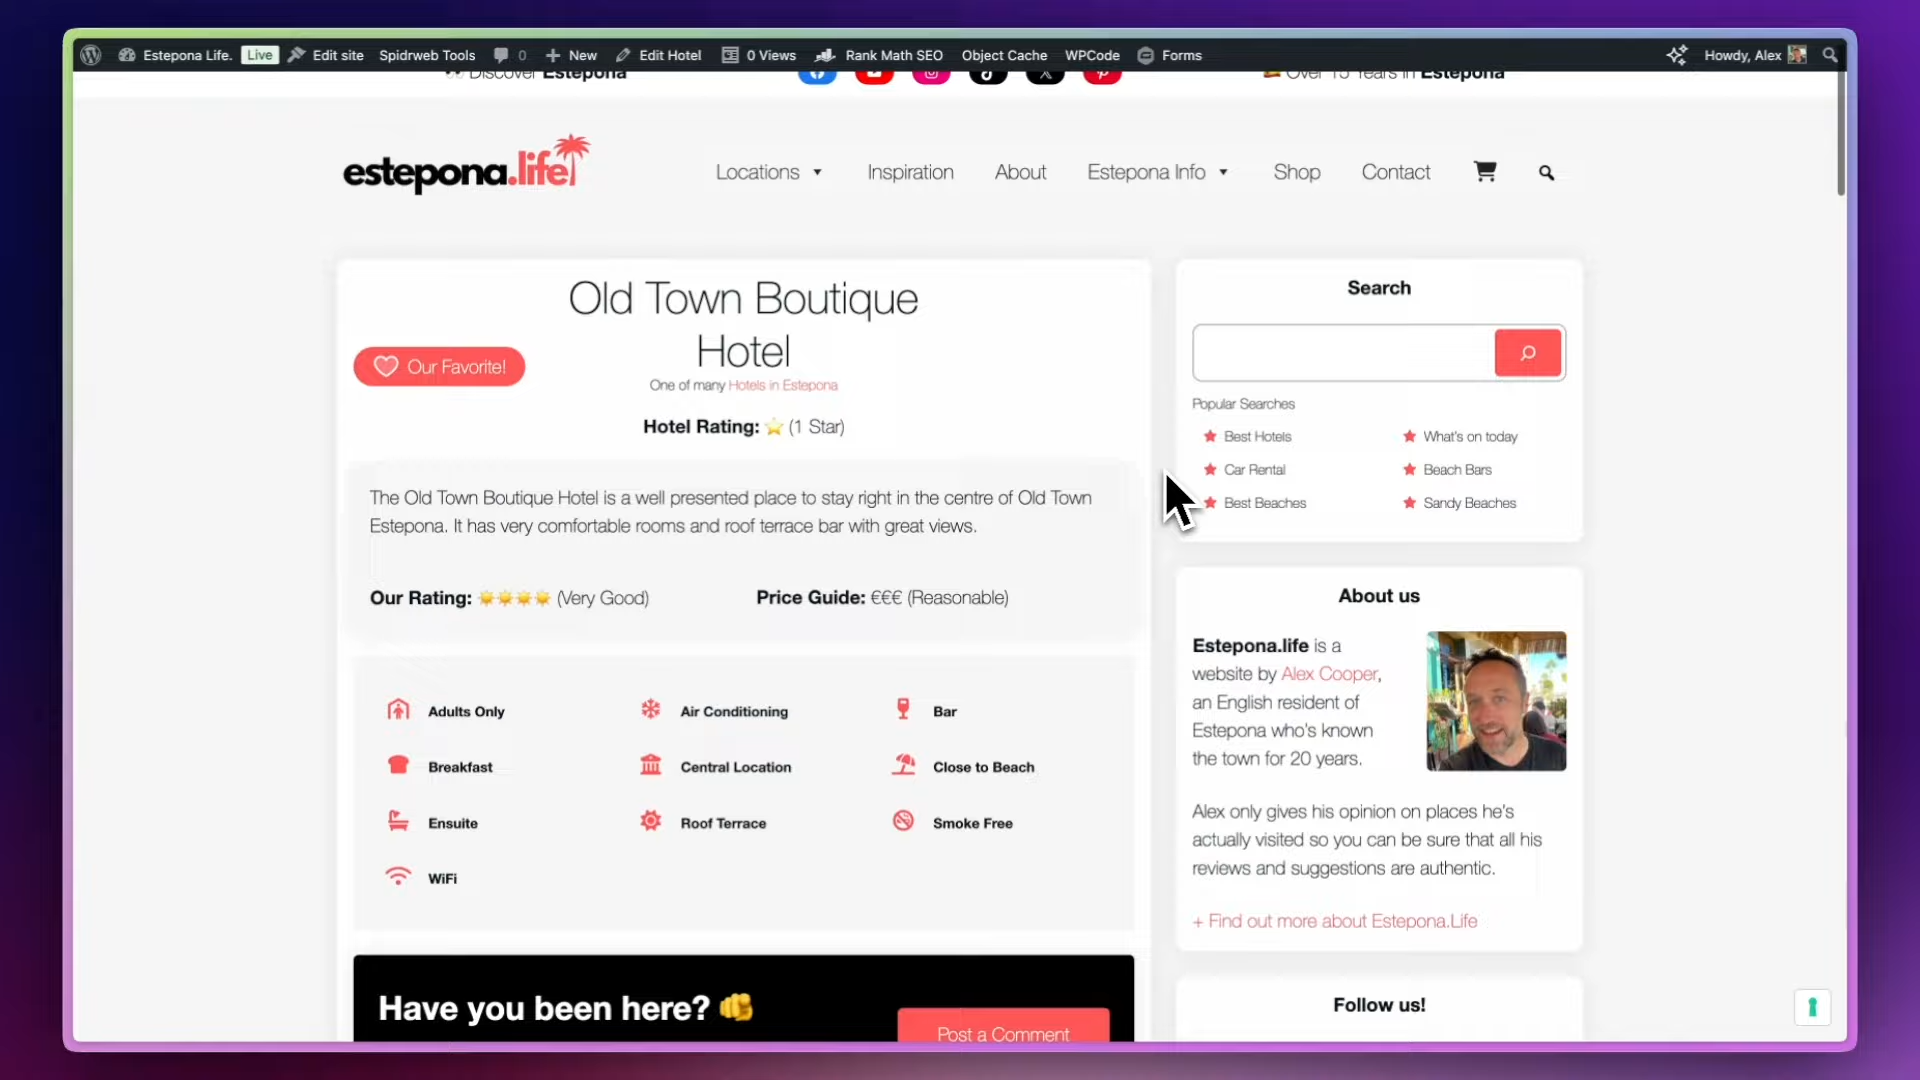 Estepona Life. Live Edit site Spidrweb Tools 0 New Edit Hotel 0 Views Rank Math SEO Object Cache WPCode Forms Howdy, Alex
Discover Estepona
Over 15 Years in Estepona
estepona.life
Locations Inspiration About Estepona Info Shop Contact
Old Town Boutique
Hotel
Our Favorite!
One of many Hotels in Estepona
Hotel Rating: ⭐ (1 Star)
The Old Town Boutique Hotel is a well presented place to stay right in the centre of Old Town
Estepona. It has very comfortable rooms and roof terrace bar with great views.
Our Rating: ☀️☀️☀️☀️ (Very Good) Price Guide: €€€ (Reasonable)
Adults Only Air Conditioning Bar
Breakfast Central Location Close to Beach
Ensuite Roof Terrace Smoke Free
WiFi
Have you been here?
Post a Comment
Search
Popular Searches
Best Hotels What's on today
Car Rental Beach Bars
Best Beaches Sandy Beaches
About us
Estepona.life is a
website by Alex Cooper,
an English resident of
Estepona who's known
the town for 20 years.
Alex only gives his opinion on places he's
actually visited so you can be sure that all his
reviews and suggestions are authentic.
+ Find out more about Estepona.Life
Follow us!